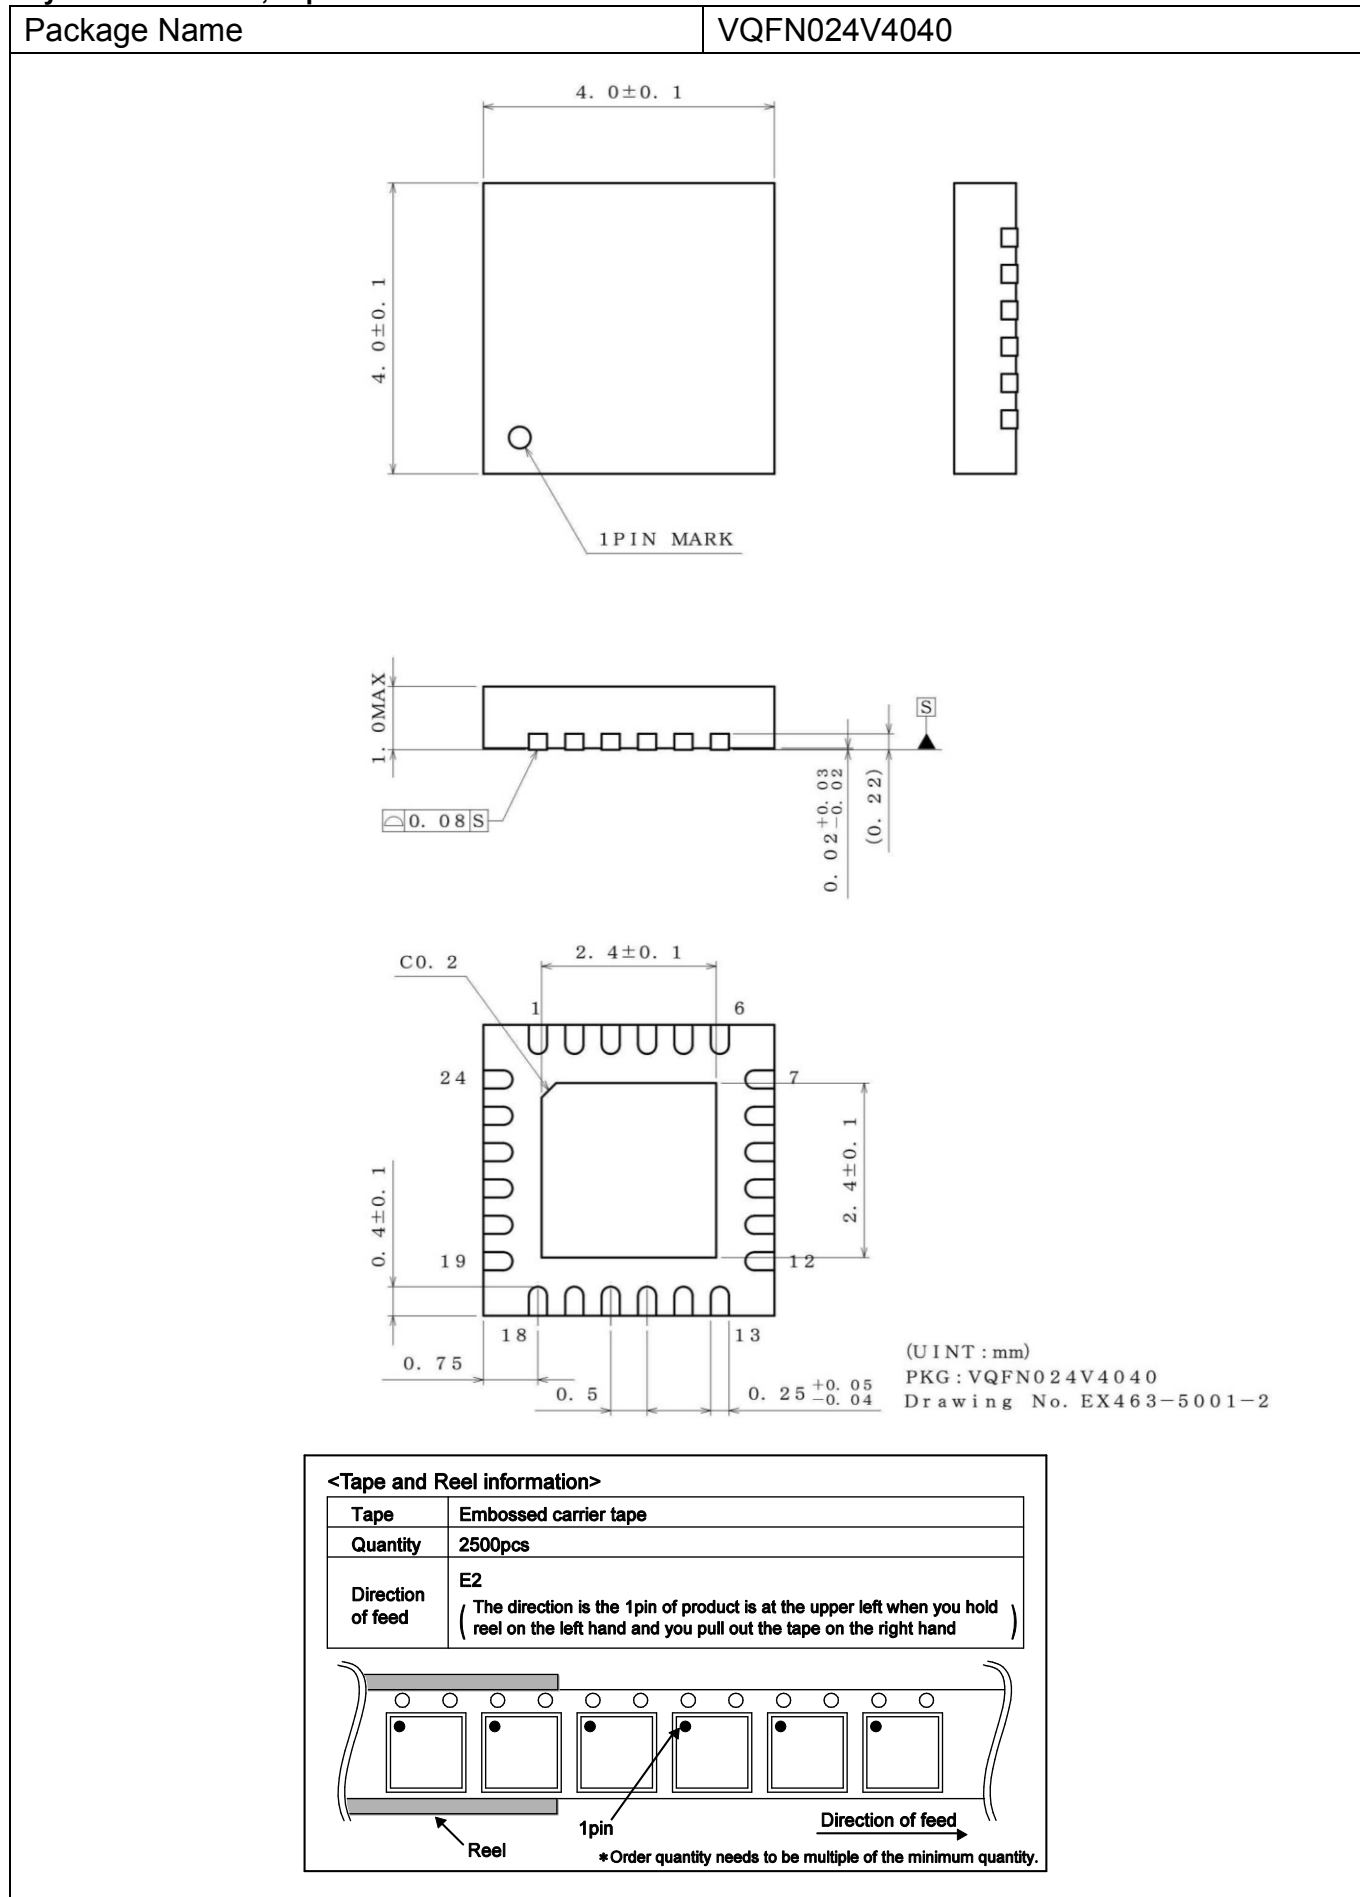 Package Name
VQFN024V4040
4. 0±0. 1
4. 0±0. 1
1PIN MARK
1. 0MAX
S
0. 08 S
0. 02 +0. 03 −0. 02
(0. 22)
C0. 2
2. 4±0. 1
1
6
24
7
2. 4±0. 1
0. 4±0. 1
19
12
18
13
0. 75
0. 5
0. 25 +0. 05 −0. 04
(UINT:mm)
PKG:VQFN024V4040
Drawing No. EX463−5001−2
<Tape and Reel information>
Tape
Embossed carrier tape
Quantity
2500pcs
Direction
of feed
E2
( The direction is the 1pin of product is at the upper left when you hold
reel on the left hand and you pull out the tape on the right hand )
1pin
Direction of feed
Reel
*Order quantity needs to be multiple of the minimum quantity.